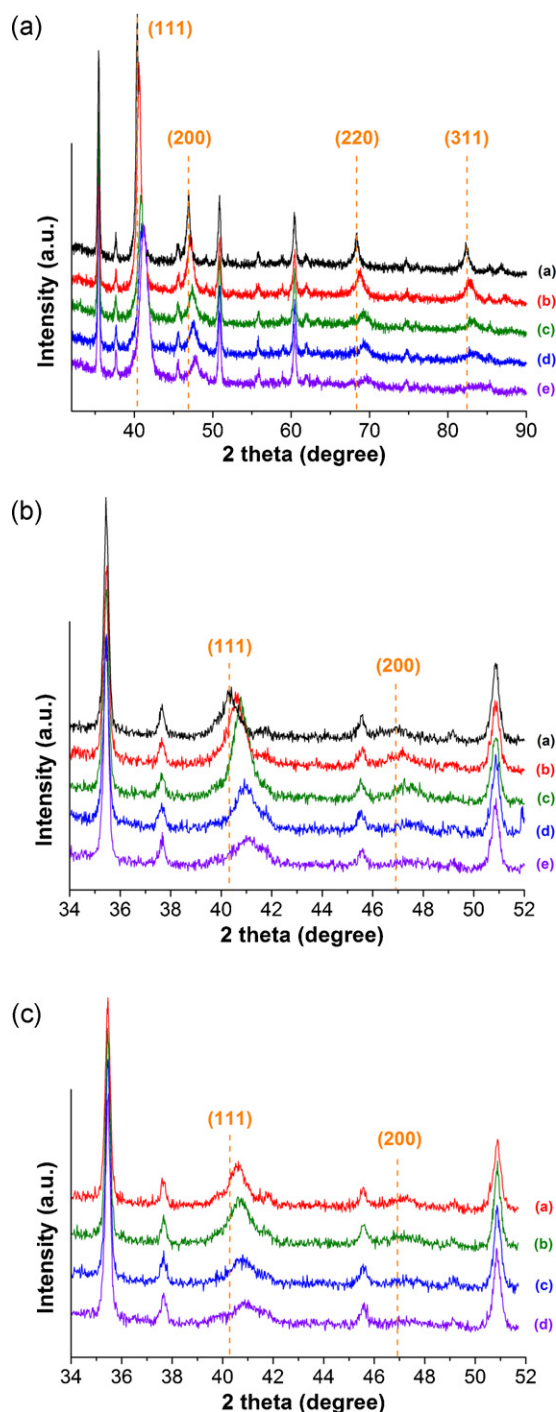 (a)
(111)
(200) (220) (311)
(a)
(b)
(c)
(d)
(e)
Intensity (a.u.)
40 50 60 70 80 90
2 theta (degree)
(b)
(111)
(200)
(a)
(b)
(c)
(d)
(e)
Intensity (a.u.)
34 36 38 40 42 44 46 48 50 52
2 theta (degree)
(c)
(111)
(200)
(a)
(b)
(c)
(d)
Intensity (a.u.)
34 36 38 40 42 44 46 48 50 52
2 theta (degree)